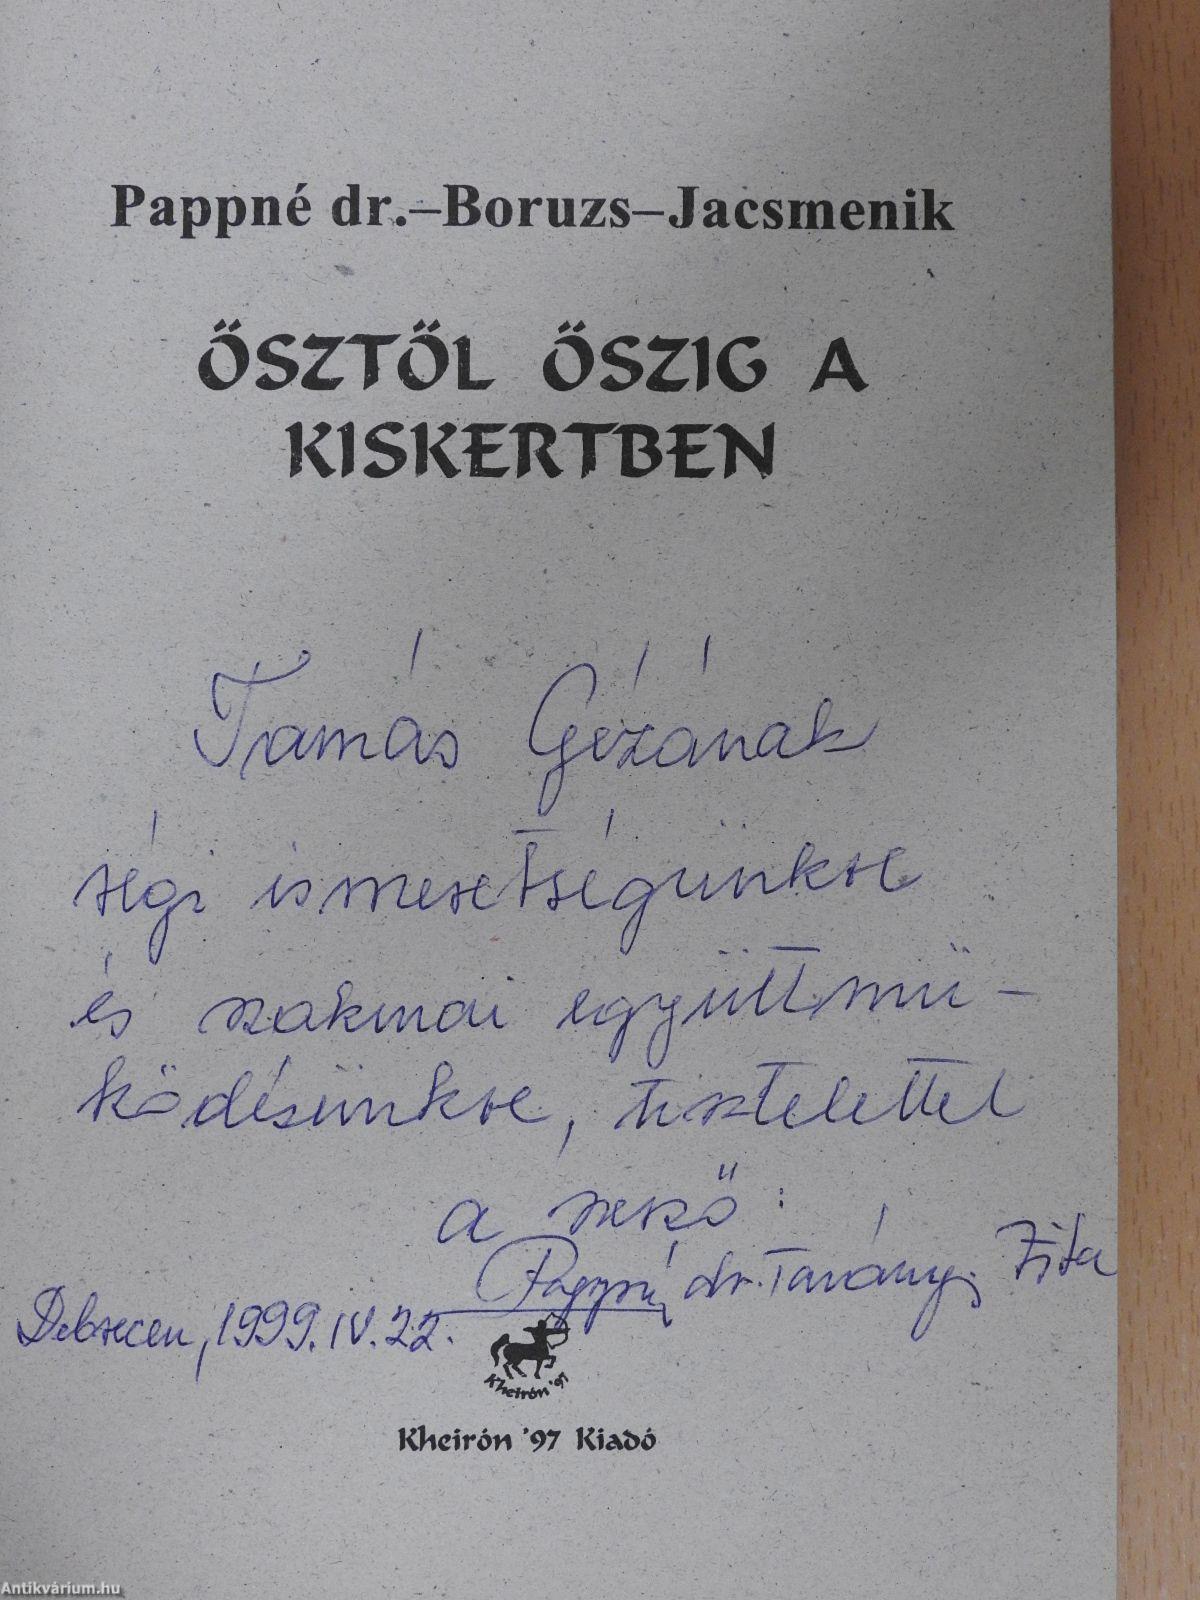 Pappné dr.–Boruzs–Jacsmenik
ŐSZTŐL ŐSZIG A
KISKERTBEN
Tamás Gézának
régi ismeretségünkre
és szakmai együttmű-
ködésünkre, tisztelettel
a szerző:
Pappné dr. Tarányi Zita
Debrecen, 1999. IV. 22.
Kheirón '97
Kheirón '97 Kiadó
Antikvárium.hu